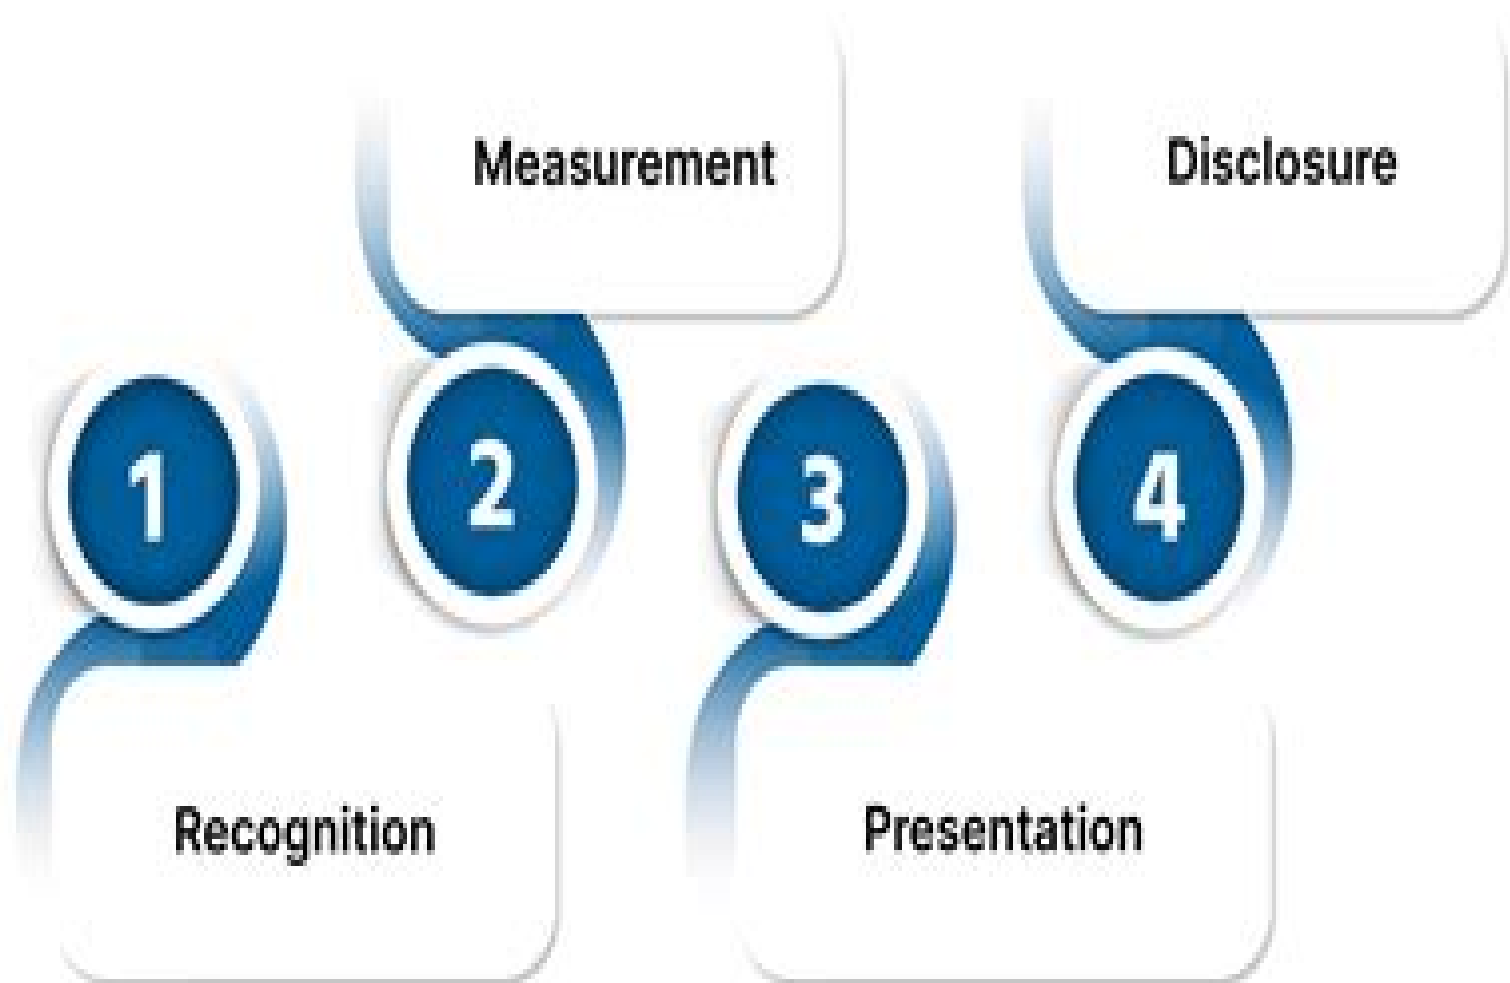 1
Recognition
2
Measurement
3
Presentation
4
Disclosure